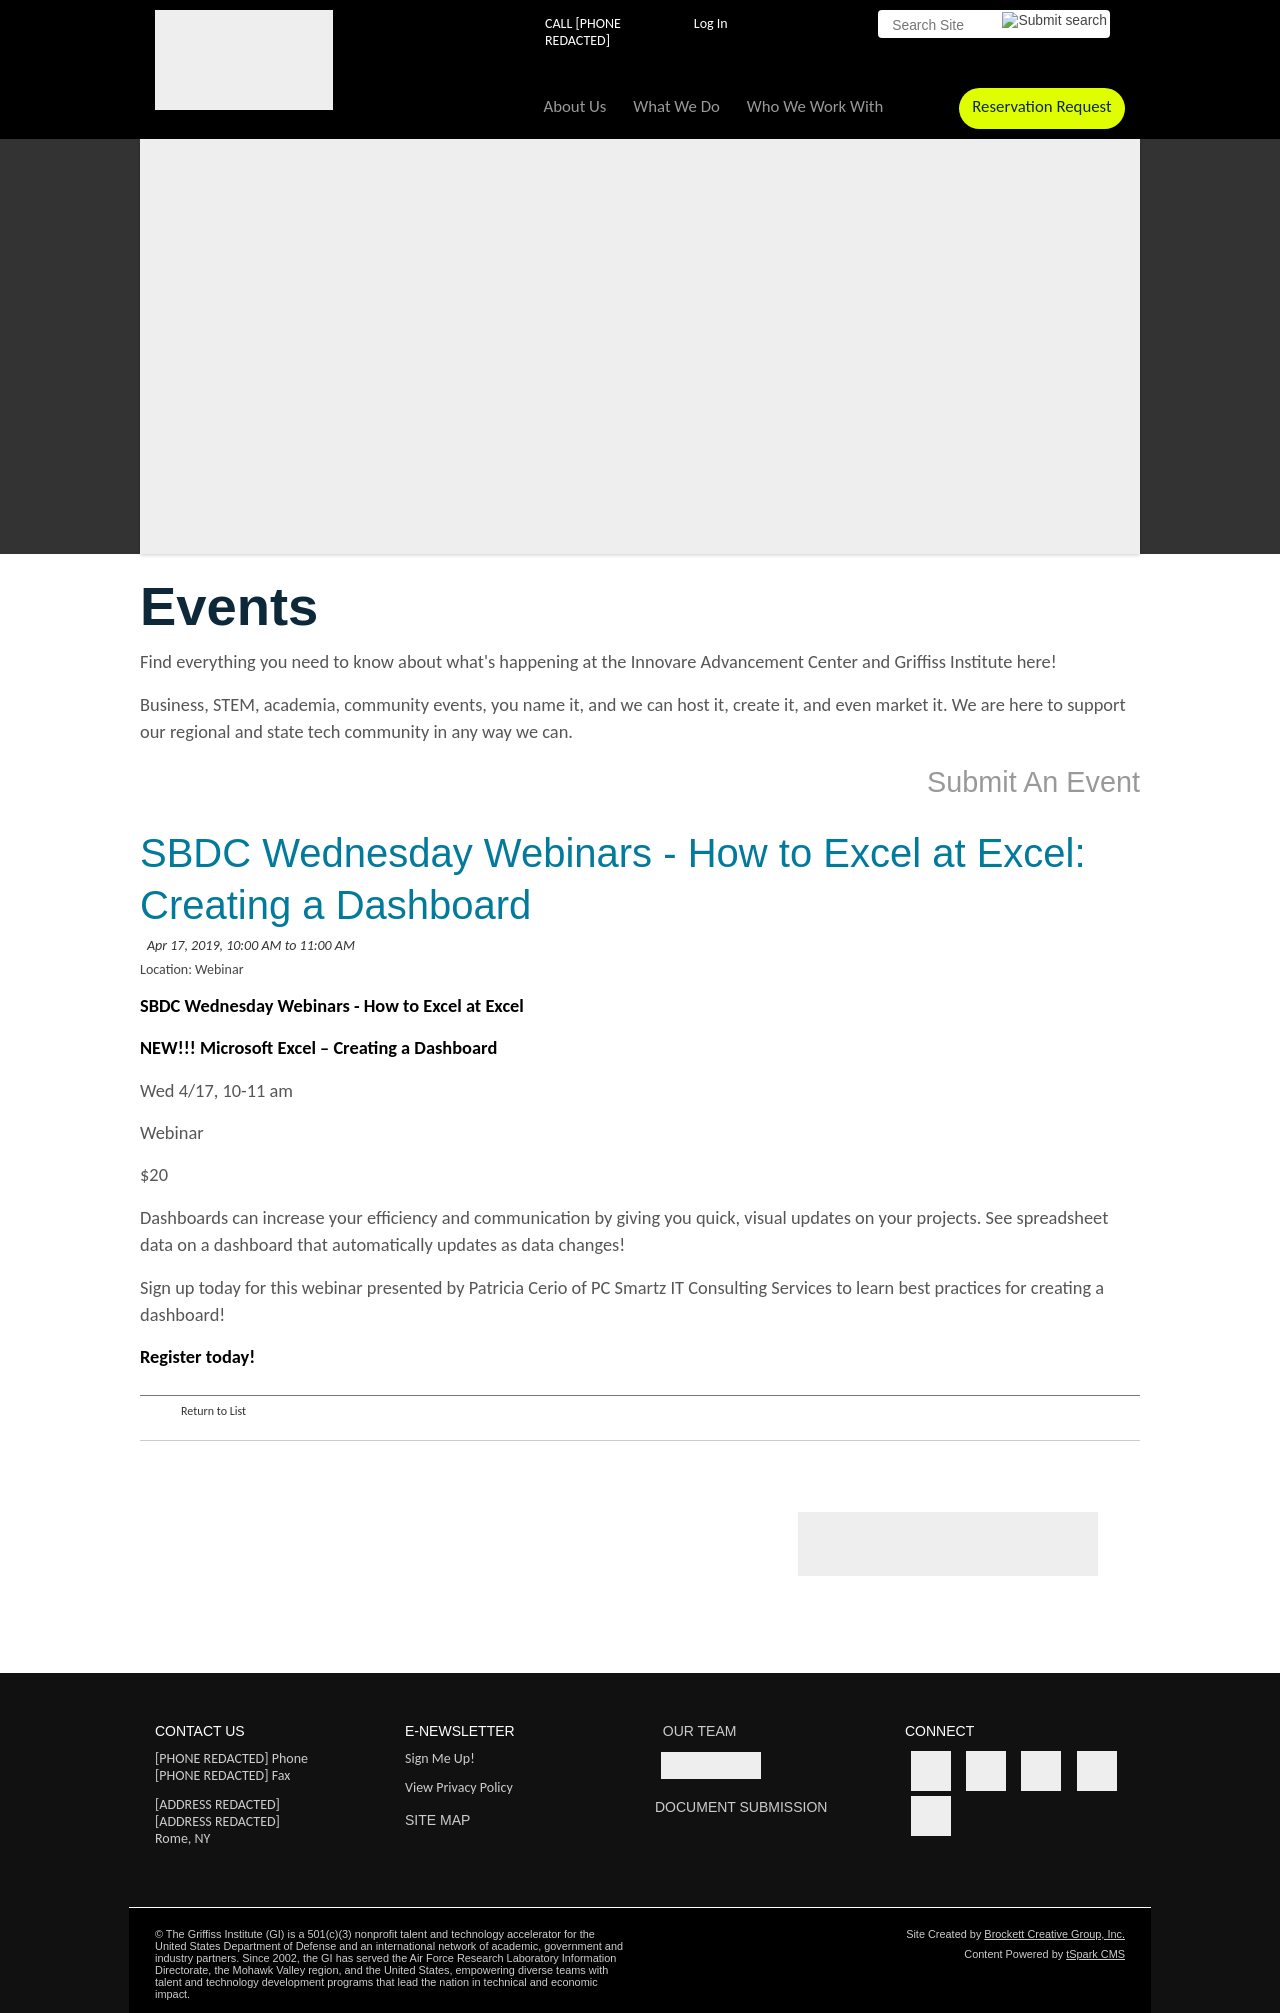 CALL [PHONE
REDACTED]
Log In
Search Site
Submit search
About Us
What We Do
Who We Work With
Reservation Request
Events
Find everything you need to know about what's happening at the Innovare Advancement Center and Griffiss Institute here!
Business, STEM, academia, community events, you name it, and we can host it, create it, and even market it. We are here to support
our regional and state tech community in any way we can.
Submit An Event
SBDC Wednesday Webinars - How to Excel at Excel:
Creating a Dashboard
Apr 17, 2019, 10:00 AM to 11:00 AM
Location: Webinar
SBDC Wednesday Webinars - How to Excel at Excel
NEW!!! Microsoft Excel – Creating a Dashboard
Wed 4/17, 10-11 am
Webinar
$20
Dashboards can increase your efficiency and communication by giving you quick, visual updates on your projects. See spreadsheet
data on a dashboard that automatically updates as data changes!
Sign up today for this webinar presented by Patricia Cerio of PC Smartz IT Consulting Services to learn best practices for creating a
dashboard!
Register today!
Return to List
CONTACT US
[PHONE REDACTED] Phone
[PHONE REDACTED] Fax
[ADDRESS REDACTED]
[ADDRESS REDACTED]
Rome, NY
E-NEWSLETTER
Sign Me Up!
View Privacy Policy
SITE MAP
OUR TEAM
DOCUMENT SUBMISSION
CONNECT
© The Griffiss Institute (GI) is a 501(c)(3) nonprofit talent and technology accelerator for the
United States Department of Defense and an international network of academic, government and
industry partners. Since 2002, the GI has served the Air Force Research Laboratory Information
Directorate, the Mohawk Valley region, and the United States, empowering diverse teams with
talent and technology development programs that lead the nation in technical and economic
impact.
Site Created by Brockett Creative Group, Inc.
Content Powered by tSpark CMS